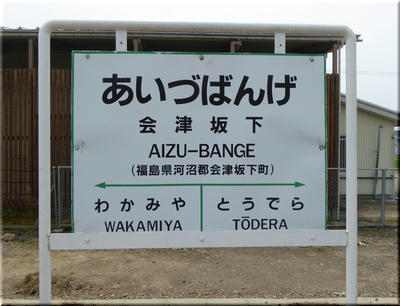 あいづばんげ
会津坂下
AIZU-BANGE
(福島県河沼郡会津坂下町)
わかみや とうでら
WAKAMIYA TŌDERA